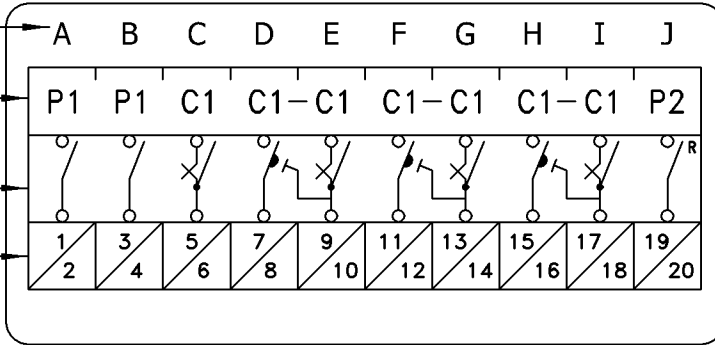 A B C D E F G H I J
P1 P1 C1 C1-C1 C1-C1 C1-C1 P2
R
1 3 5 7 9 11 13 15 17 19
2 4 6 8 10 12 14 16 18 20